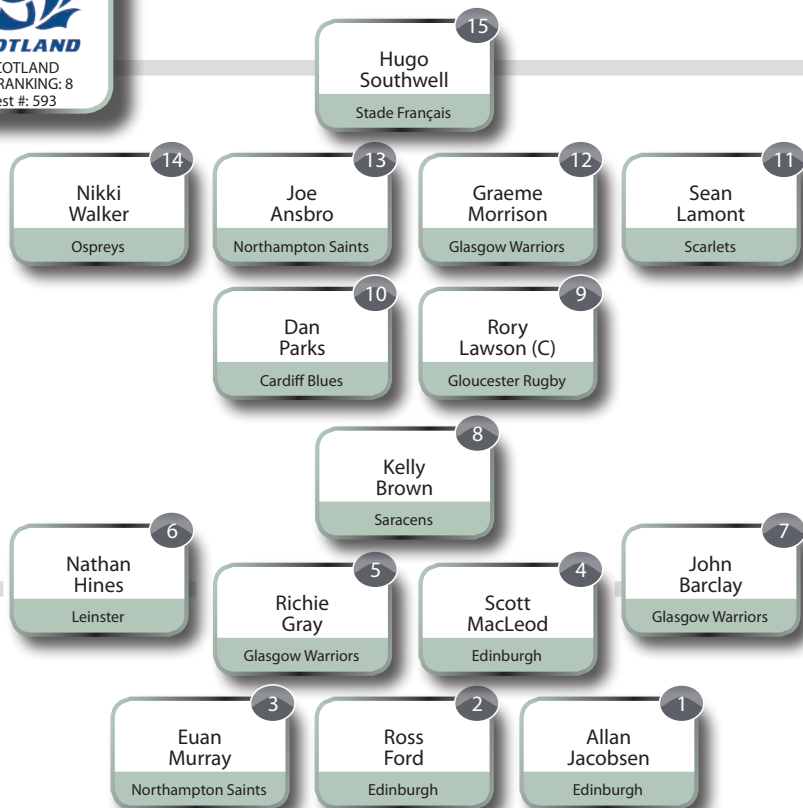 RANKING: 8
#: 593
15
Hugo
Southwell
Stade Français
14
Nikki
Walker
Ospreys
13
Joe
Ansbro
Northampton Saints
12
Graeme
Morrison
Glasgow Warriors
11
Sean
Lamont
Scarlets
10
Dan
Parks
Cardiff Blues
9
Rory
Lawson (C)
Gloucester Rugby
8
Kelly
Brown
Saracens
6
Nathan
Hines
Leinster
5
Richie
Gray
Glasgow Warriors
4
Scott
MacLeod
Edinburgh
7
John
Barclay
Glasgow Warriors
3
Euan
Murray
Northampton Saints
2
Ross
Ford
Edinburgh
1
Allan
Jacobsen
Edinburgh